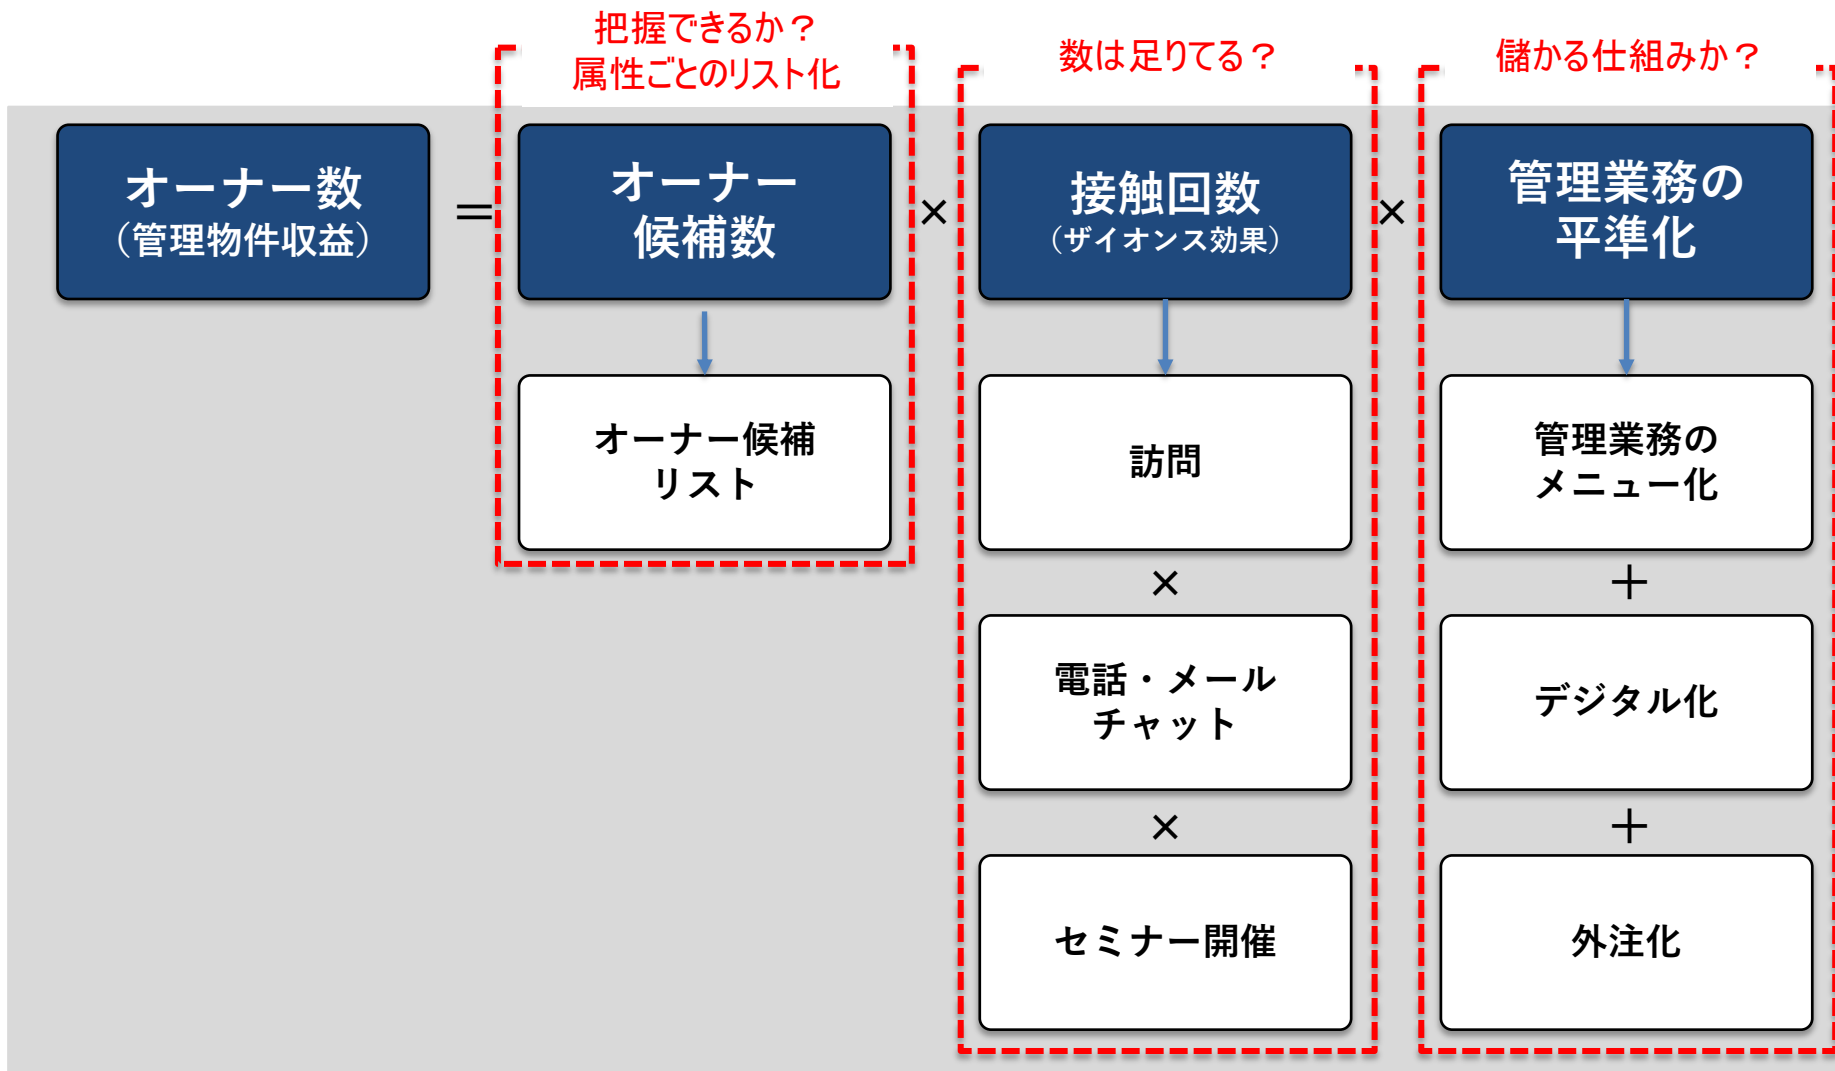 把握できるか？
属性ごとのリスト化
数は足りてる？
儲かる仕組みか？
オーナー数
（管理物件収益）
＝
オーナー
候補数
×
接触回数
（ザイオンス効果）
×
管理業務の
平準化
オーナー候補
リスト
訪問
×
電話・メール
チャット
×
セミナー開催
管理業務の
メニュー化
＋
デジタル化
＋
外注化